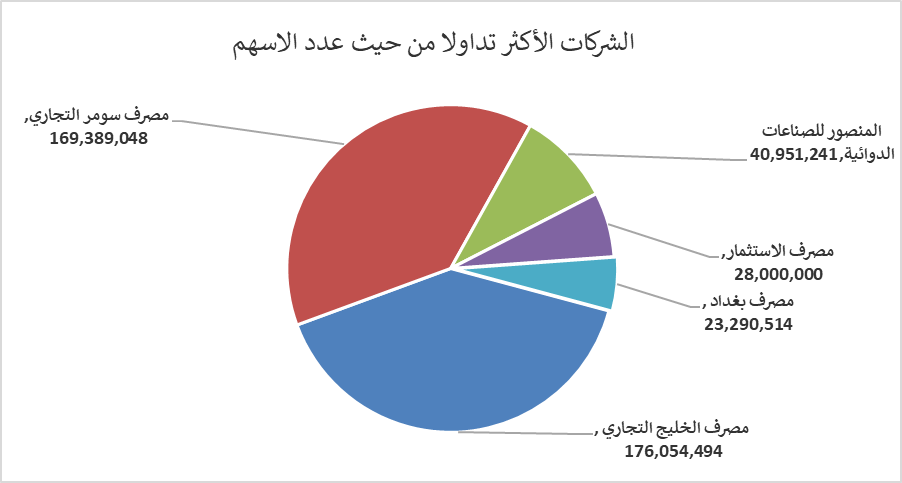 الشركات الأكثر تداولا من حيث عدد الاسهم
مصرف سومر التجاري,
169,389,048
المنصور للصناعات
الدوائية, 40,951,241
مصرف الاستثمار,
28,000,000
مصرف بغداد ,
23,290,514
مصرف الخليج التجاري ,
176,054,494